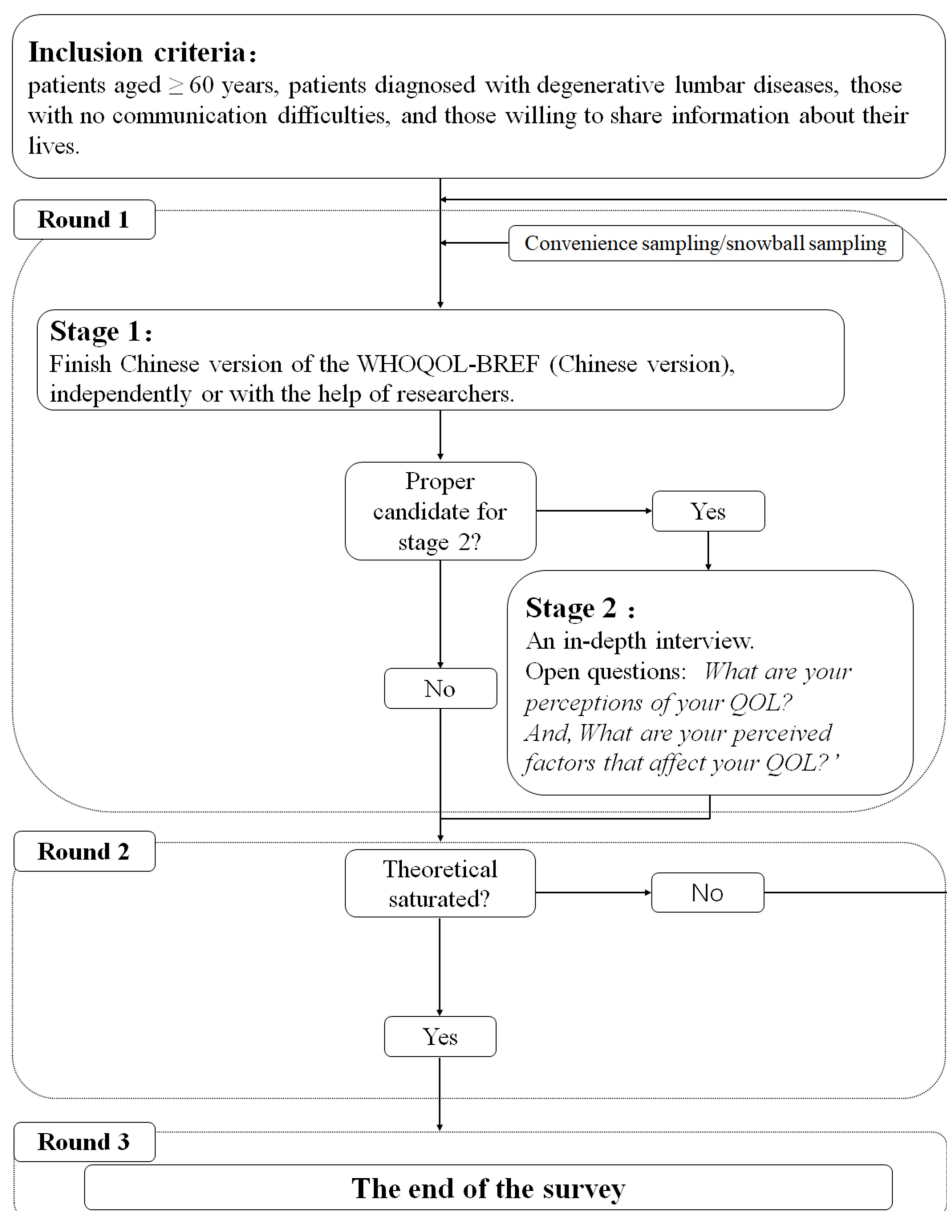 Inclusion criteria：
patients aged ≥ 60 years, patients diagnosed with degenerative lumbar diseases, those
with no communication difficulties, and those willing to share information about their
lives.
Round 1
Convenience sampling/snowball sampling
Stage 1：
Finish Chinese version of the WHOQOL-BREF (Chinese version),
independently or with the help of researchers.
Proper
candidate for
stage 2?
Yes
Stage 2 ：
An in-depth interview.
Open questions: What are your
perceptions of your QOL?
And, What are your perceived
factors that affect your QOL?’
No
Round 2
Theoretical
saturated?
No
Yes
Round 3
The end of the survey